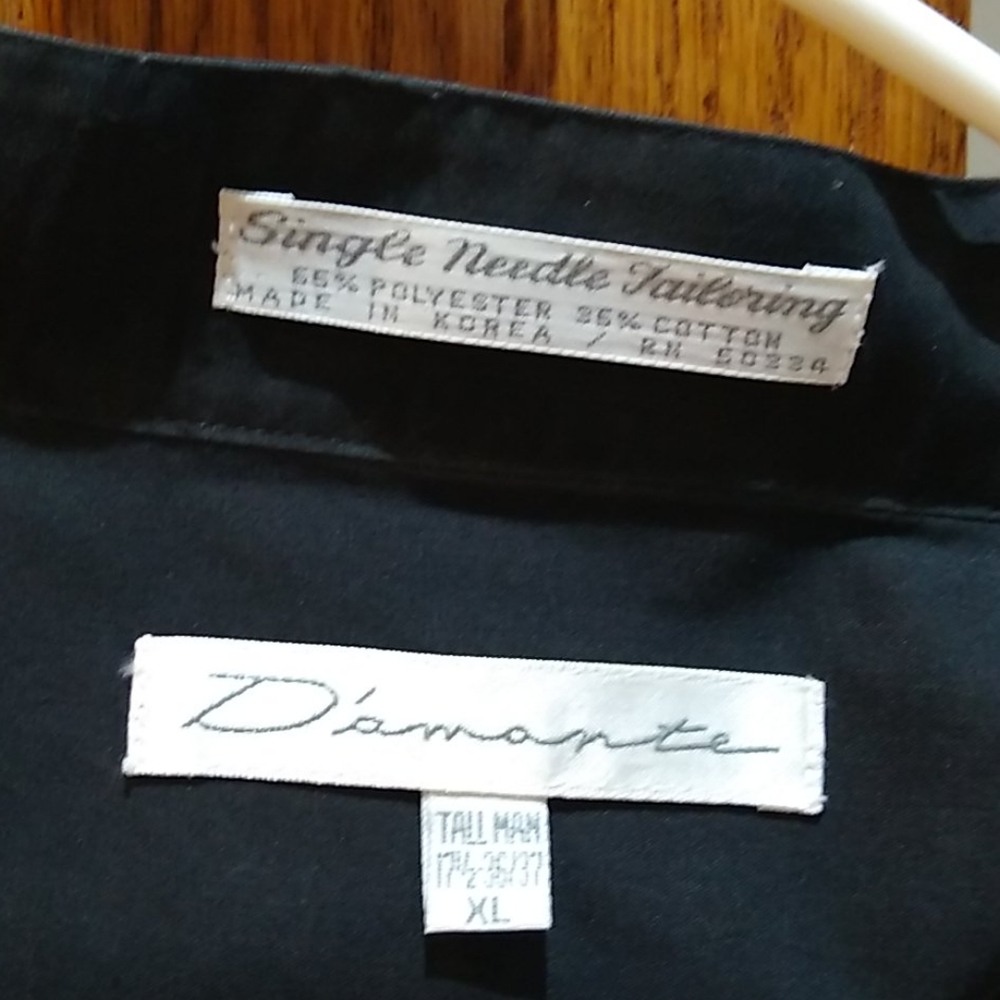 Single Needle Tailoring
65% POLYESTER 35% COTTON
MADE IN KOREA / RN 50234
D'amante
TALL MAN
17½-36/37
XL